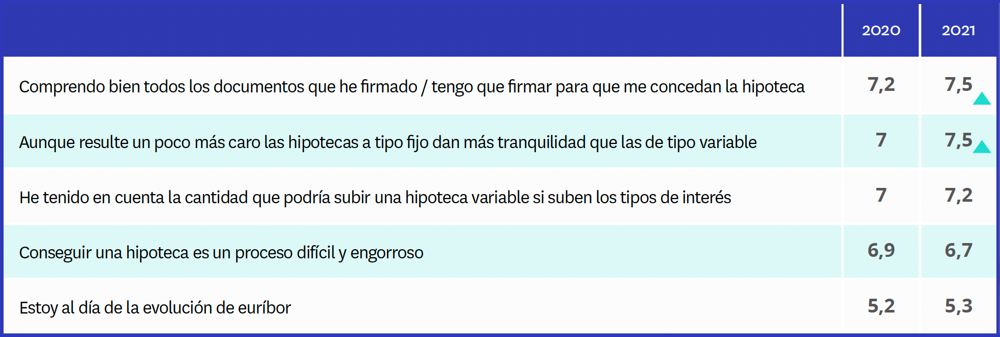 2020 2021
Comprendo bien todos los documentos que he firmado / tengo que firmar para que me concedan la hipoteca 7,2 7,5
Aunque resulte un poco más caro las hipotecas a tipo fijo dan más tranquilidad que las de tipo variable 7 7,5
He tenido en cuenta la cantidad que podría subir una hipoteca variable si suben los tipos de interés 7 7,2
Conseguir una hipoteca es un proceso difícil y engorroso 6,9 6,7
Estoy al día de la evolución de euríbor 5,2 5,3